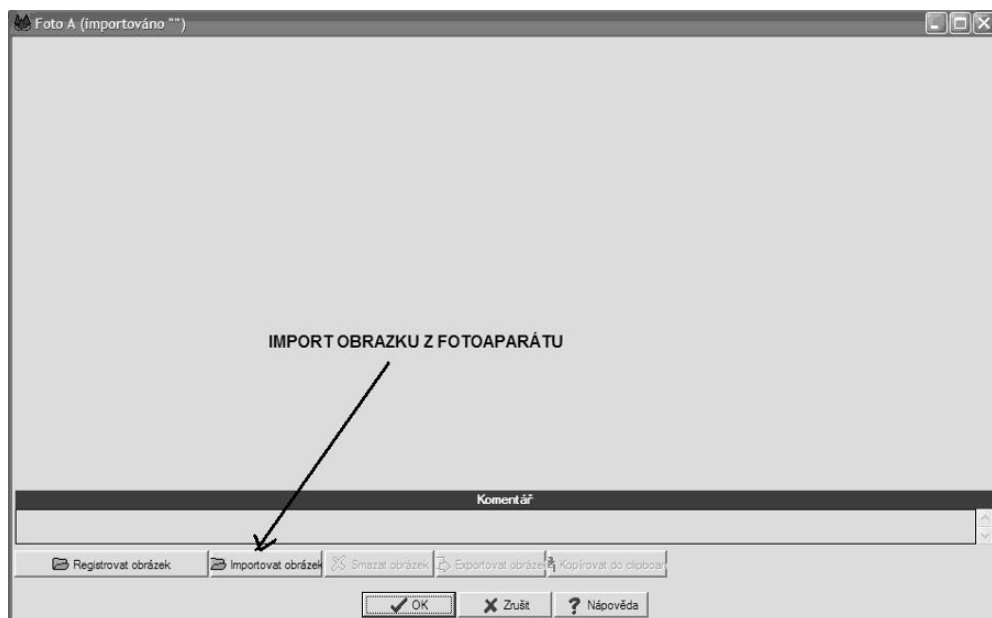 Foto A (importováno "")
IMPORT OBRAZKU Z FOTOAPARÁTU
Komentář
Registrovat obrázek Importovat obrázek Smazat obrázek Exportovat obráze Kopírovat do clipboar
OK Zrušit ? Nápověda